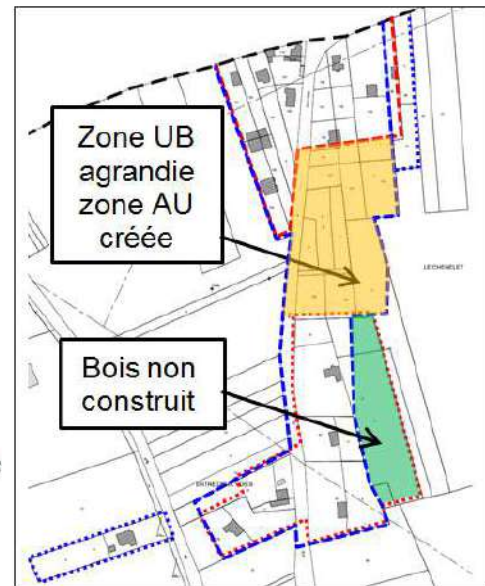 Zone UB
agrandie
zone AU
créée
LECHENELET
Bois non
construit